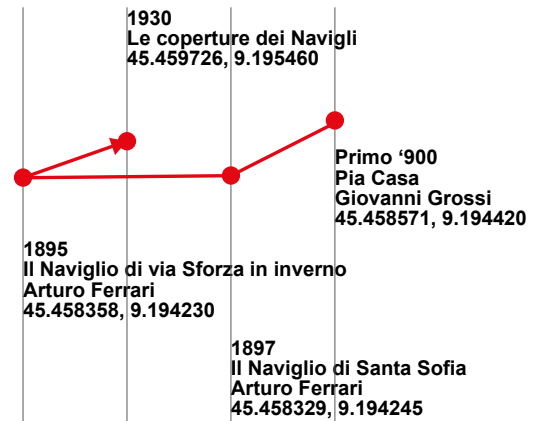 1930
Le coperture dei Navigli
45.459726, 9.195460
Primo ‘900
Pia Casa
Giovanni Grossi
45.458571, 9.194420
1895
Il Naviglio di via Sforza in inverno
Arturo Ferrari
45.458358, 9.194230
1897
Il Naviglio di Santa Sofia
Arturo Ferrari
45.458329, 9.194245